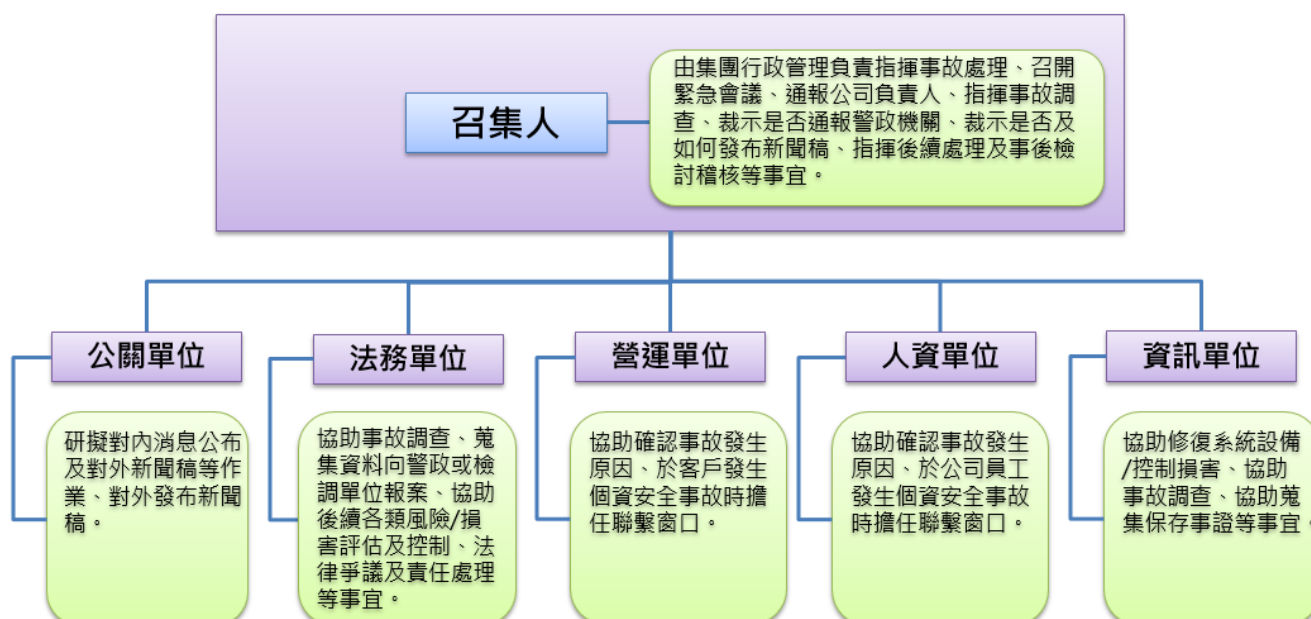 召集人
由集團行政管理負責指揮事故處理、召開
緊急會議、通報公司負責人、指揮事故調
查、裁示是否通報警政機關、裁示是否及
如何發布新聞稿、指揮後續處理及事後檢
討稽核等事宜。
公關單位
研擬對內消息公布
及對外新聞稿等作
業、對外發布新聞
稿。
法務單位
協助事故調查、蒐
集資料向警政或檢
調單位報案、協助
後續各類風險/損
害評估及控制、法
律爭議及責任處理
等事宜。
營運單位
協助確認事故發生
原因、於客戶發生
個資安全事故時擔
任聯繫窗口。
人資單位
協助確認事故發生
原因、於公司員工
發生個資安全事故
時擔任聯繫窗口。
資訊單位
協助修復系統設備
/控制損害、協助
事故調查、協助蒐
集保存事證等事宜。